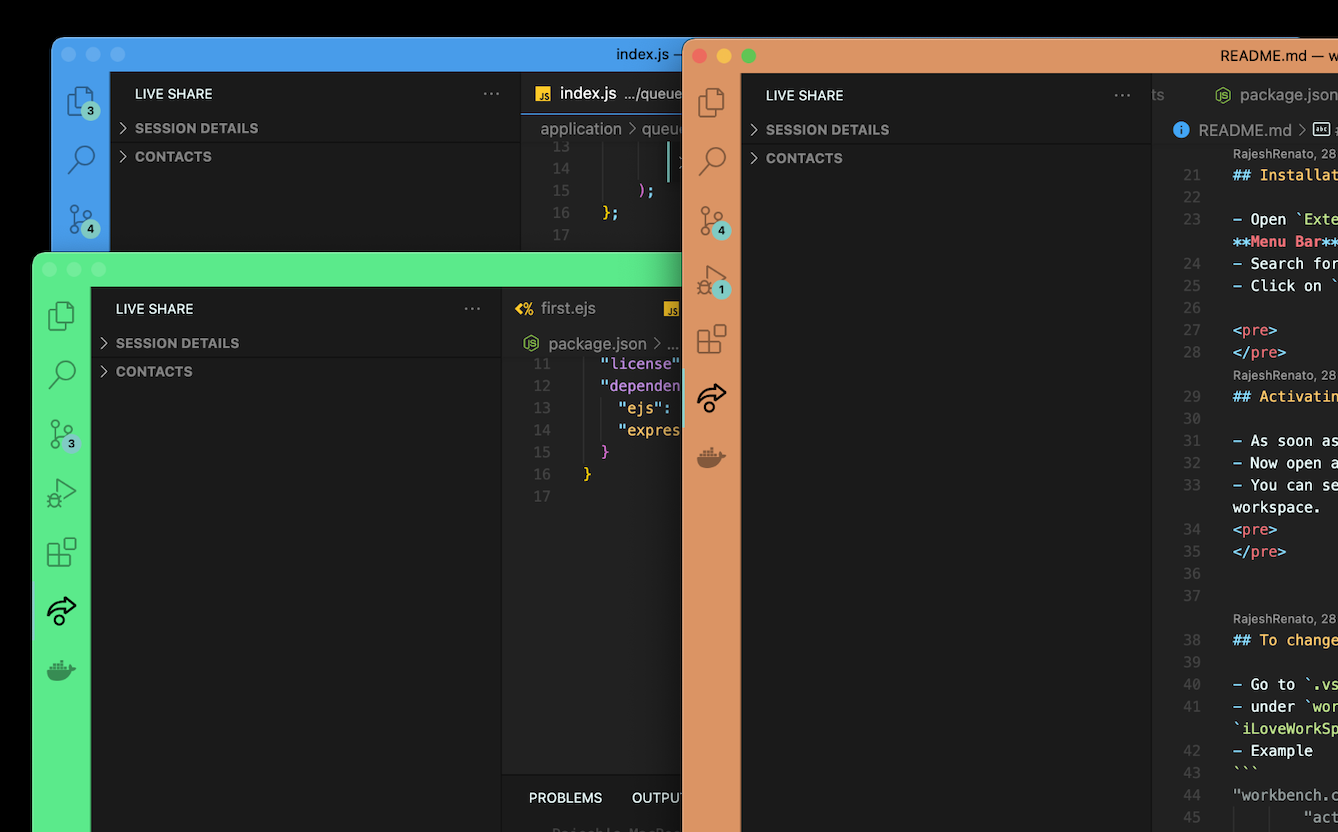 index.js —
3
LIVE SHARE
SESSION DETAILS
CONTACTS
4
JS index.js .../queue
application > queue
13
14
15 );
16 };
17
LIVE SHARE
SESSION DETAILS
CONTACTS
3
<% first.ejs JS
JS package.json > ...
11 "license"
12 "dependen
13 "ejs":
14 "expres
15 }
16 }
17
PROBLEMS OUTPU
README.md — w
LIVE SHARE
SESSION DETAILS
CONTACTS
4
1
ts JS package.json
README.md > abc #
RajeshRenato, 28
21 ## Installat
22
23 - Open `Exte
**Menu Bar**
24 - Search for
25 - Click on `
26
27 <pre>
28 </pre>
RajeshRenato, 28
29 ## Activatin
30
31 - As soon as
32 - Now open a
33 - You can se
workspace.
34 <pre>
35 </pre>
36
37
RajeshRenato, 28
38 ## To change
39
40 - Go to `.vs
41 - under `wor
`iLoveWorkSp
42 - Example
43 ```
44 "workbench.c
45 "act